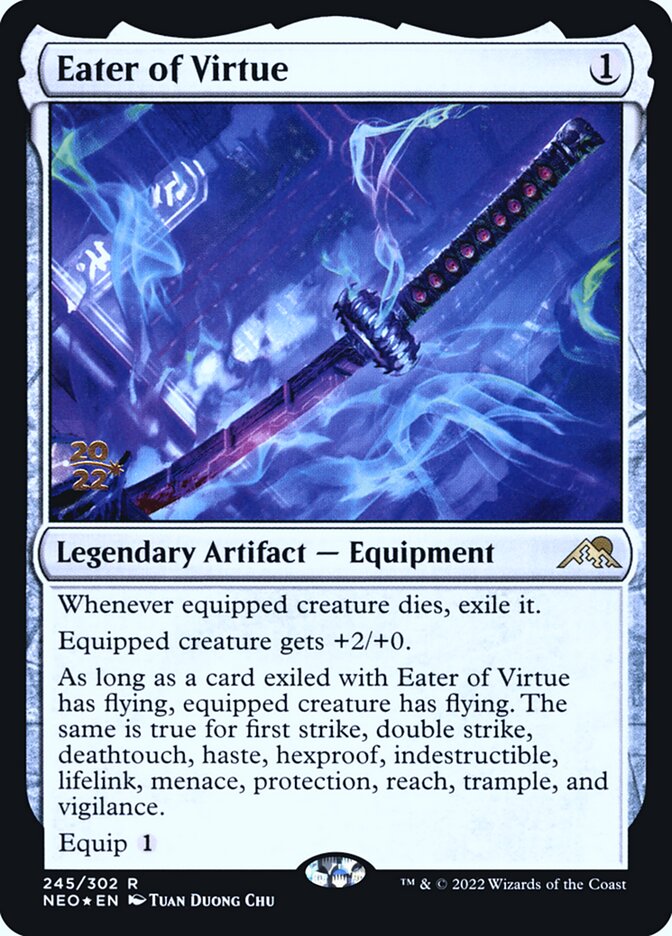 Eater of Virtue 1
20
22
Legendary Artifact — Equipment
Whenever equipped creature dies, exile it.
Equipped creature gets +2/+0.
As long as a card exiled with Eater of Virtue
has flying, equipped creature has flying. The
same is true for first strike, double strike,
deathtouch, haste, hexproof, indestructible,
lifelink, menace, protection, reach, trample, and
vigilance.
Equip 1
245/302 R
NEO★EN Tuan Duong Chu
™ & © 2022 Wizards of the Coast